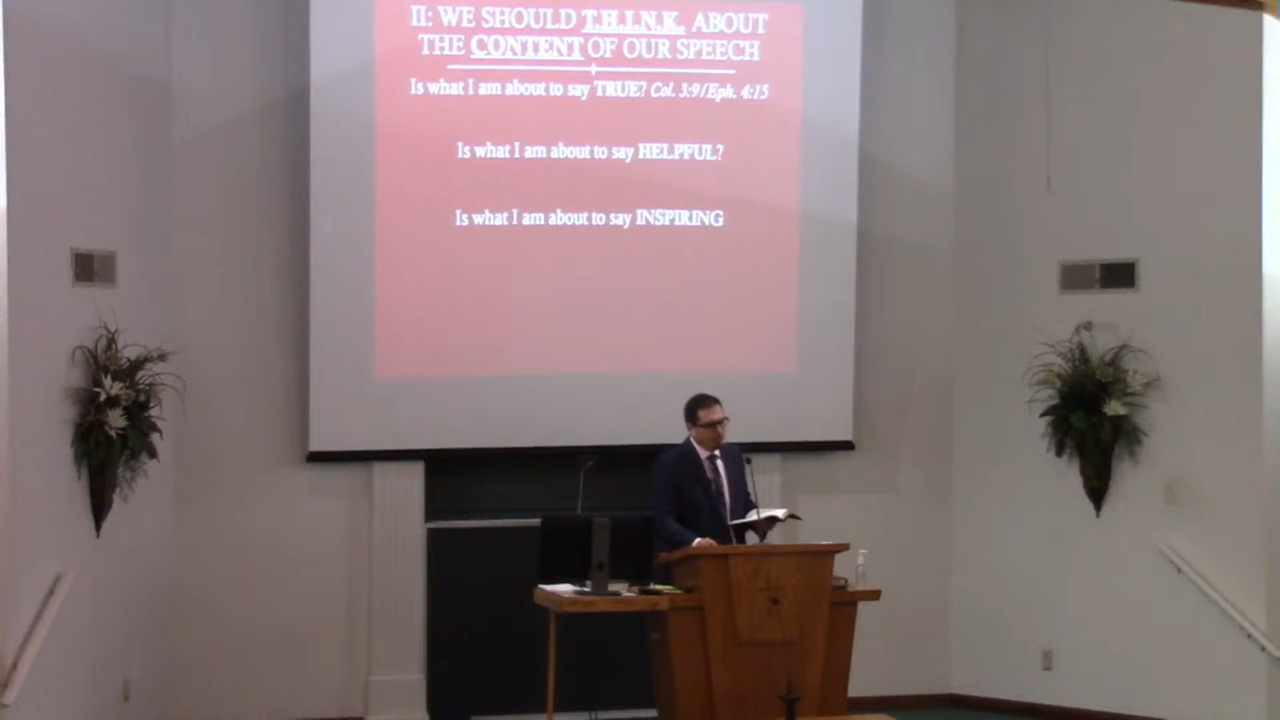 II: WE SHOULD T.H.I.N.K. ABOUT
THE CONTENT OF OUR SPEECH
Is what I am about to say TRUE? Col. 3:9/Eph. 4:15
Is what I am about to say HELPFUL?
Is what I am about to say INSPIRING